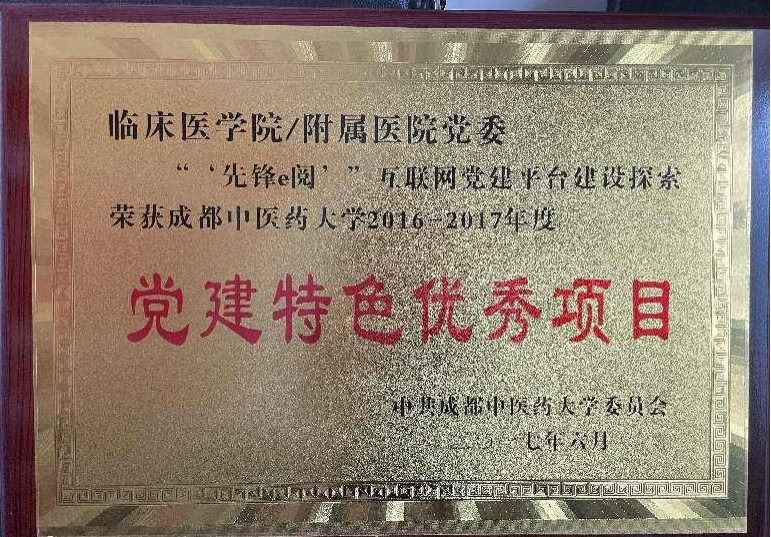 临床医学院/附属医院党委
“‘先锋e阅’”互联网党建平台建设探索
荣获成都中医药大学2016-2017年度
党建特色优秀项目
中共成都中医药大学委员会
二〇一七年六月